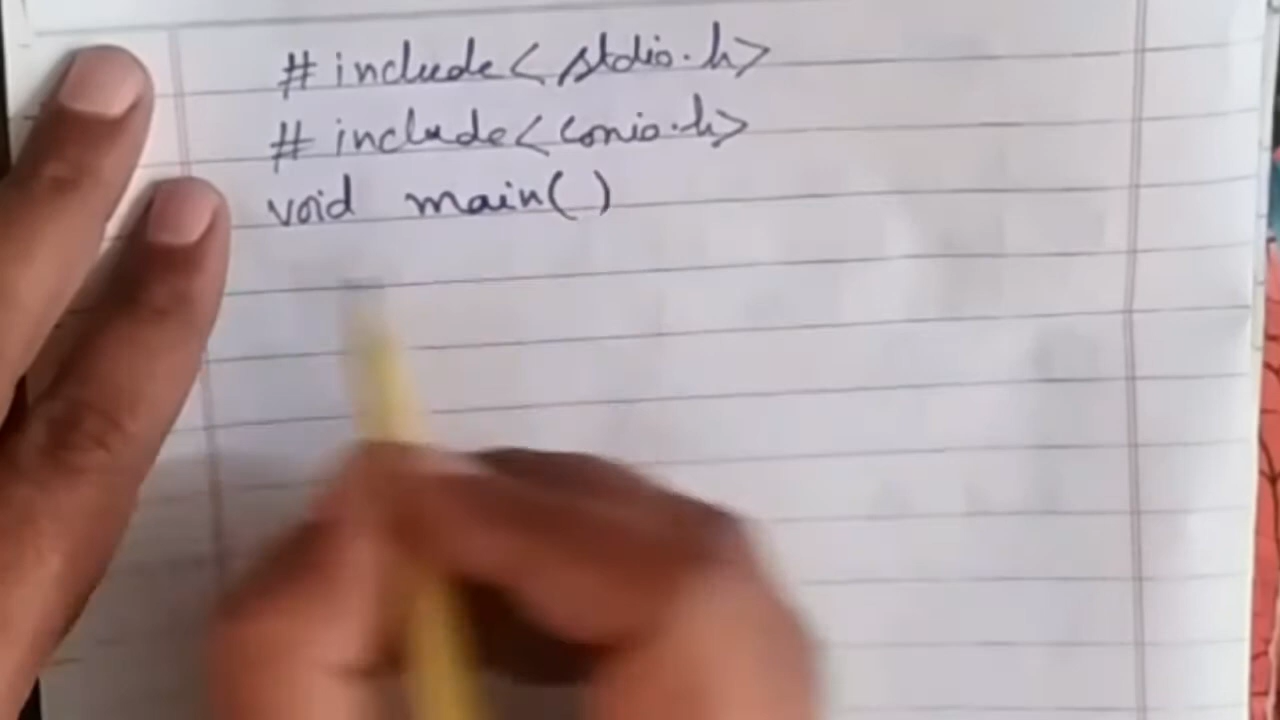 # include< stdio.h>
# include<conio.h>
void main( )